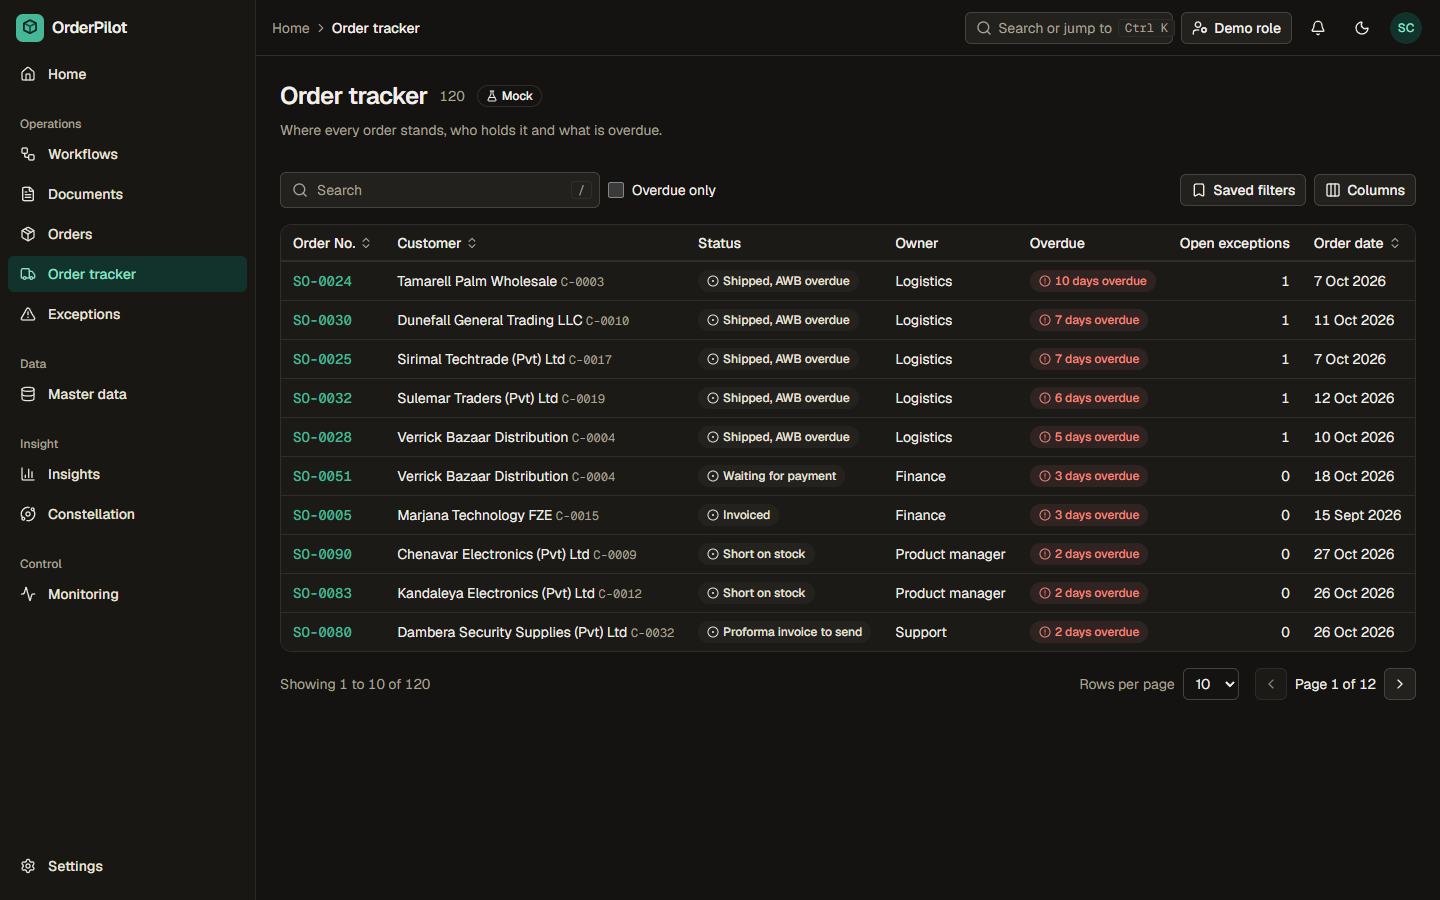 OrderPilot
Home
Operations
Workflows
Documents
Orders
Order tracker
Exceptions
Data
Master data
Insight
Insights
Constellation
Control
Monitoring
Settings
Home > Order tracker
Search or jump to Ctrl K
Demo role
SC
Order tracker 120 Mock
Where every order stands, who holds it and what is overdue.
Search /
Overdue only
Saved filters
Columns
Order No. Customer Status Owner Overdue Open exceptions Order date
SO-0024 Tamarell Palm Wholesale C-0003 Shipped, AWB overdue Logistics 10 days overdue 1 7 Oct 2026
SO-0030 Dunefall General Trading LLC C-0010 Shipped, AWB overdue Logistics 7 days overdue 1 11 Oct 2026
SO-0025 Sirimal Techtrade (Pvt) Ltd C-0017 Shipped, AWB overdue Logistics 7 days overdue 1 7 Oct 2026
SO-0032 Sulemar Traders (Pvt) Ltd C-0019 Shipped, AWB overdue Logistics 6 days overdue 1 12 Oct 2026
SO-0028 Verrick Bazaar Distribution C-0004 Shipped, AWB overdue Logistics 5 days overdue 1 10 Oct 2026
SO-0051 Verrick Bazaar Distribution C-0004 Waiting for payment Finance 3 days overdue 0 18 Oct 2026
SO-0005 Marjana Technology FZE C-0015 Invoiced Finance 3 days overdue 0 15 Sept 2026
SO-0090 Chenavar Electronics (Pvt) Ltd C-0009 Short on stock Product manager 2 days overdue 0 27 Oct 2026
SO-0083 Kandaleya Electronics (Pvt) Ltd C-0012 Short on stock Product manager 2 days overdue 0 26 Oct 2026
SO-0080 Dambera Security Supplies (Pvt) Ltd C-0032 Proforma invoice to send Support 2 days overdue 0 26 Oct 2026
Showing 1 to 10 of 120
Rows per page 10
Page 1 of 12